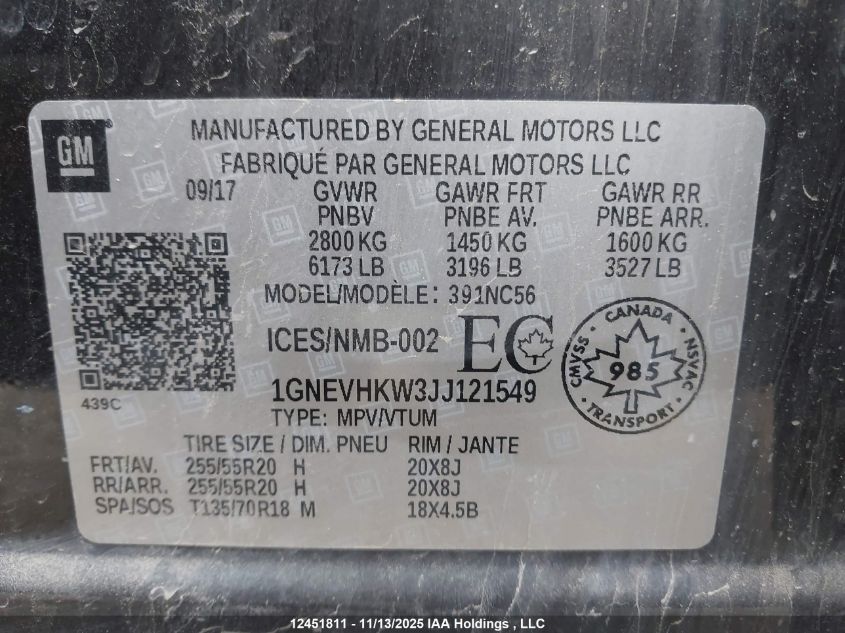 GM
MANUFACTURED BY GENERAL MOTORS LLC
FABRIQUÉ PAR GENERAL MOTORS LLC
09/17 GVWR GAWR FRT GAWR RR
PNBV PNBE AV. PNBE ARR.
2800 KG 1450 KG 1600 KG
6173 LB 3196 LB 3527 LB
MODEL/MODÈLE: 391NC56
ICES/NMB-002 EC
CANADA
CMVSS 985 NSVAC
TRANSPORT
439C
1GNEVHKW3JJ121549
TYPE: MPV/VTUM
TIRE SIZE / DIM. PNEU RIM / JANTE
FRT/AV. 255/55R20 H 20X8J
RR/ARR. 255/55R20 H 20X8J
SPA/SOS T135/70R18 M 18X4.5B
12451811 - 11/13/2025 IAA Holdings , LLC